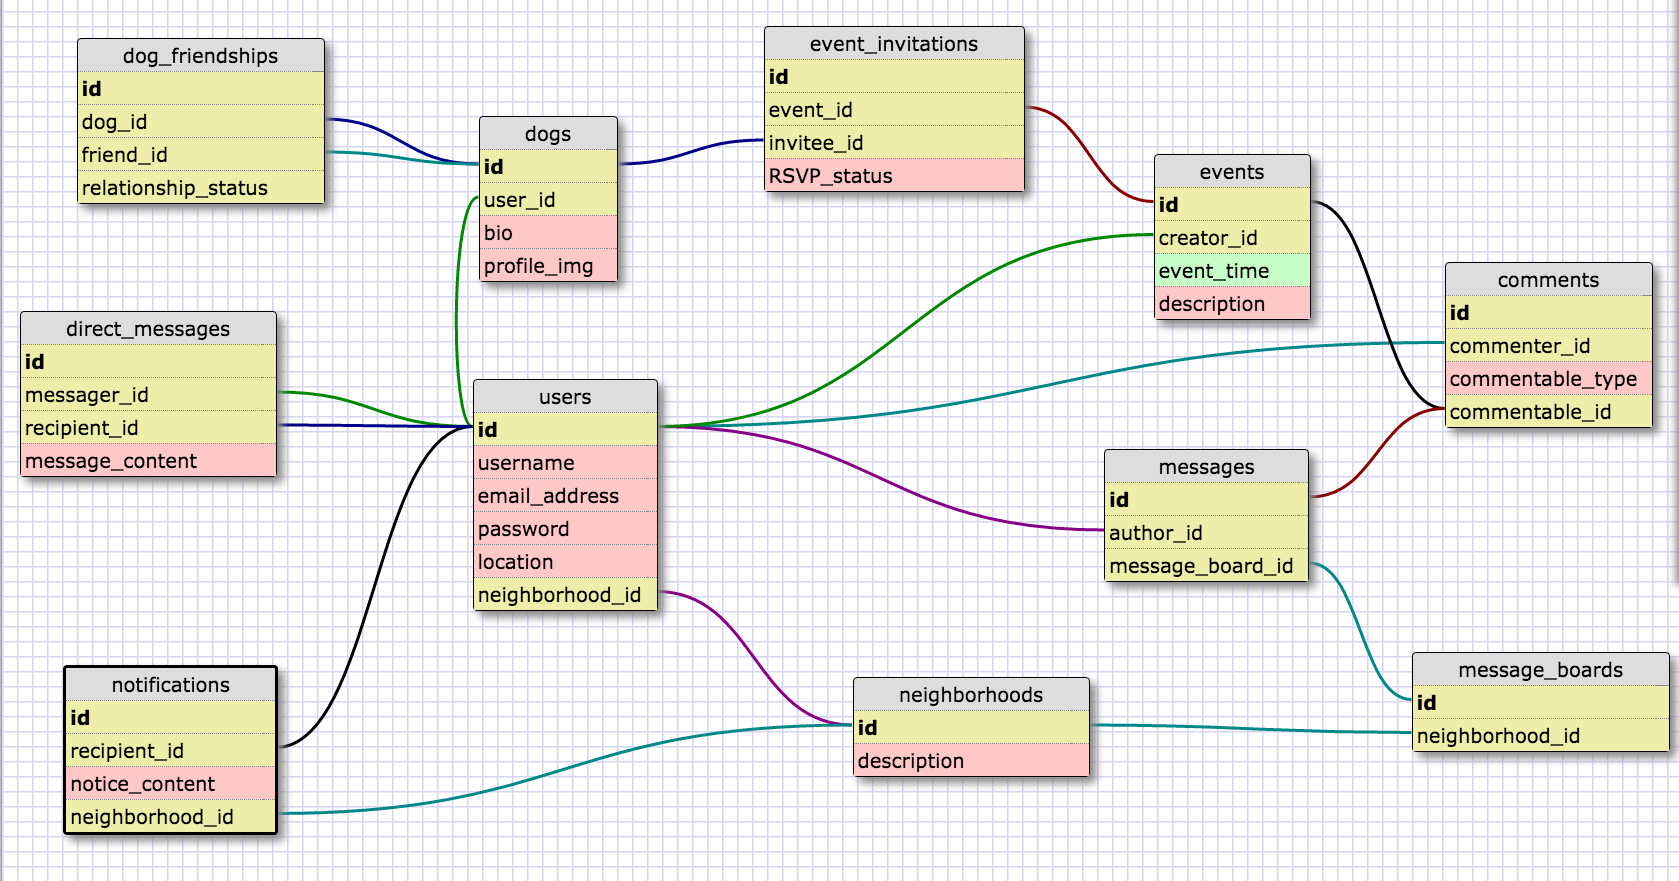 dog_friendships
id
dog_id
friend_id
relationship_status
dogs
id
user_id
bio
profile_img
event_invitations
id
event_id
invitee_id
RSVP_status
events
id
creator_id
event_time
description
comments
id
commenter_id
commentable_type
commentable_id
direct_messages
id
messager_id
recipient_id
message_content
users
id
username
email_address
password
location
neighborhood_id
messages
id
author_id
message_board_id
notifications
id
recipient_id
notice_content
neighborhood_id
neighborhoods
id
description
message_boards
id
neighborhood_id